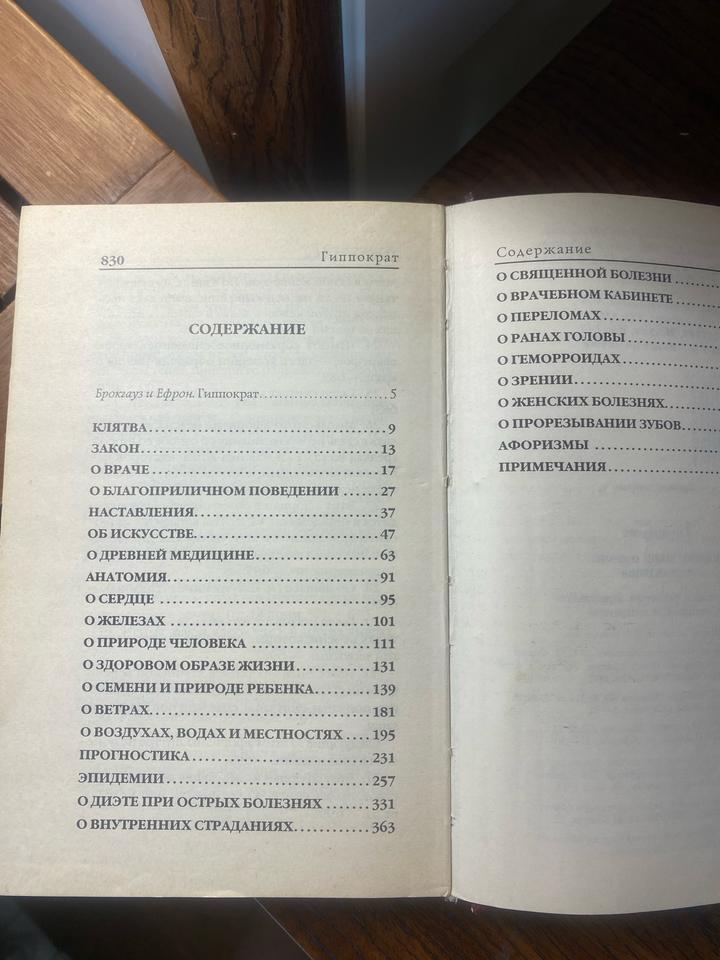 830 Гиппократ
СОДЕРЖАНИЕ
Брокгауз и Ефрон. Гиппократ..............................5
КЛЯТВА......................................................9
ЗАКОН......................................................13
О ВРАЧЕ ...................................................17
О БЛАГОПРИЛИЧНОМ ПОВЕДЕНИИ ......27
НАСТАВЛЕНИЯ........................................37
ОБ ИСКУССТВЕ........................................47
О ДРЕВНЕЙ МЕДИЦИНЕ..........................63
АНАТОМИЯ.............................................91
О СЕРДЦЕ ................................................95
О ЖЕЛЕЗАХ ............................................101
О ПРИРОДЕ ЧЕЛОВЕКА ..........................111
О ЗДОРОВОМ ОБРАЗЕ ЖИЗНИ...............131
О СЕМЕНИ И ПРИРОДЕ РЕБЕНКА...........139
О ВЕТРАХ................................................181
О ВОЗДУХАХ, ВОДАХ И МЕСТНОСТЯХ ....195
ПРОГНОСТИКА ......................................231
ЭПИДЕМИИ ............................................257
О ДИЭТЕ ПРИ ОСТРЫХ БОЛЕЗНЯХ .......331
О ВНУТРЕННИХ СТРАДАНИЯХ............363
Содержание
О СВЯЩЕННОЙ БОЛЕЗНИ ......
О ВРАЧЕБНОМ КАБИНЕТЕ ......
О ПЕРЕЛОМАХ ................
О РАНАХ ГОЛОВЫ .............
О ГЕМОРРОИДАХ ..............
О ЗРЕНИИ.....................
О ЖЕНСКИХ БОЛЕЗНЯХ........
О ПРОРЕЗЫВАНИИ ЗУБОВ.....
АФОРИЗМЫ ..................
ПРИМЕЧАНИЯ................